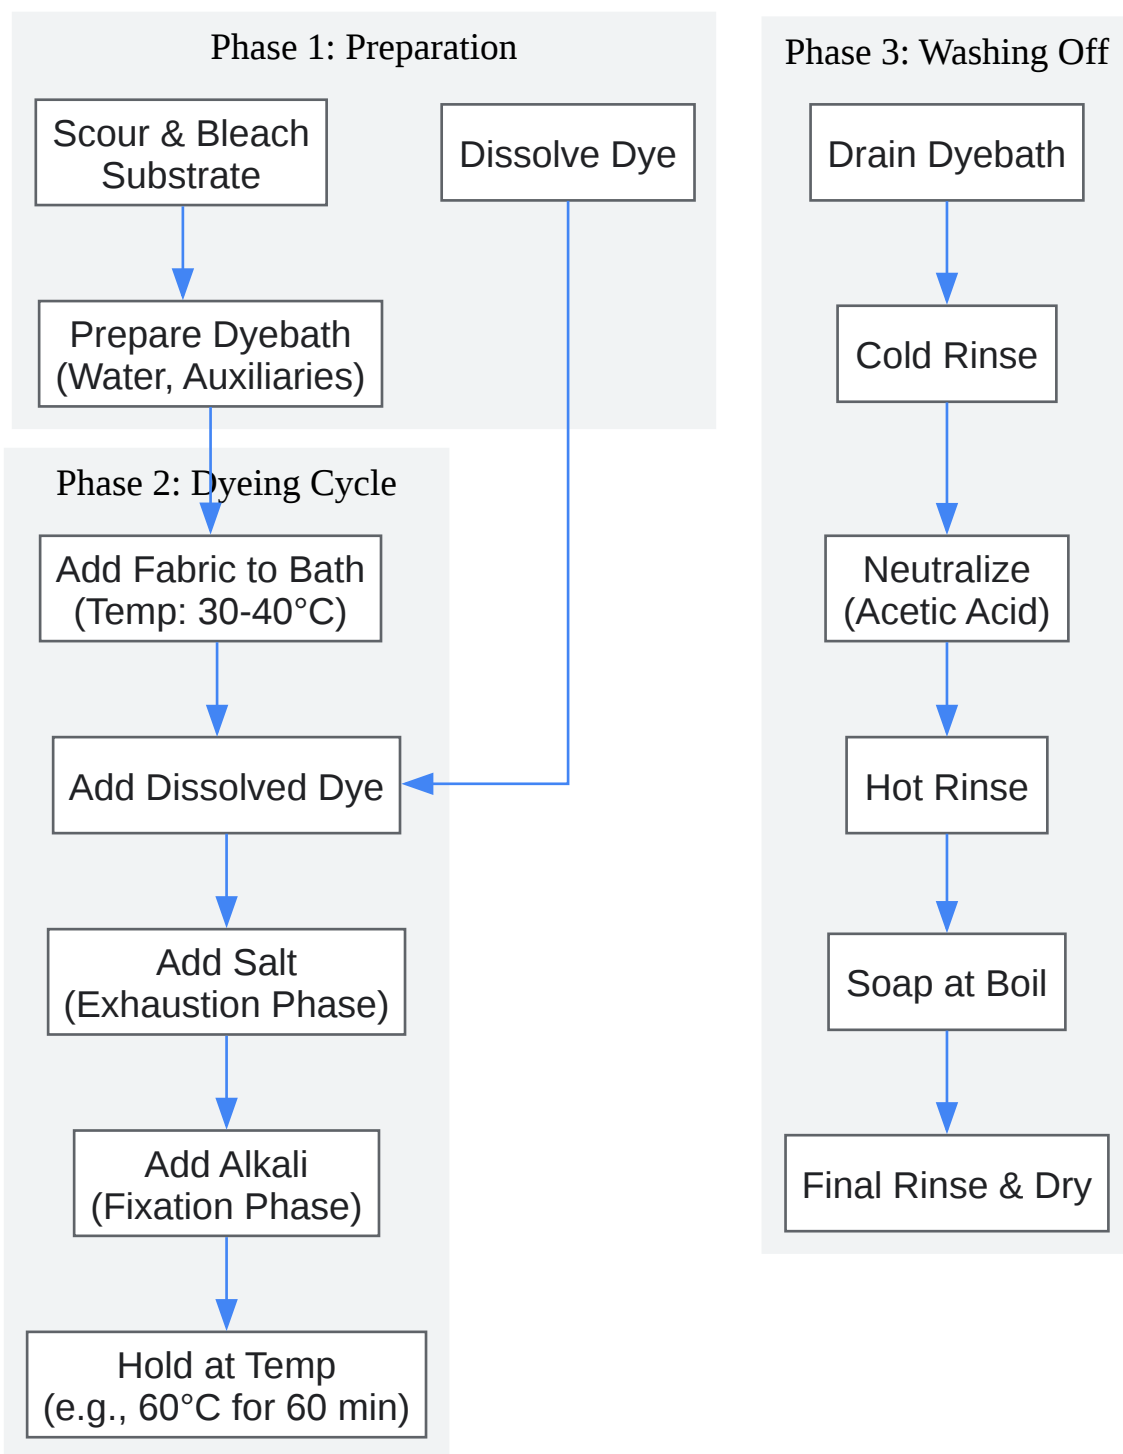 Phase 1: Preparation
Scour & Bleach
Substrate
Dissolve Dye
Prepare Dyebath
(Water, Auxiliaries)
Phase 2: Dyeing Cycle
Add Fabric to Bath
(Temp: 30-40°C)
Add Dissolved Dye
Add Salt
(Exhaustion Phase)
Add Alkali
(Fixation Phase)
Hold at Temp
(e.g., 60°C for 60 min)
Phase 3: Washing Off
Drain Dyebath
Cold Rinse
Neutralize
(Acetic Acid)
Hot Rinse
Soap at Boil
Final Rinse & Dry